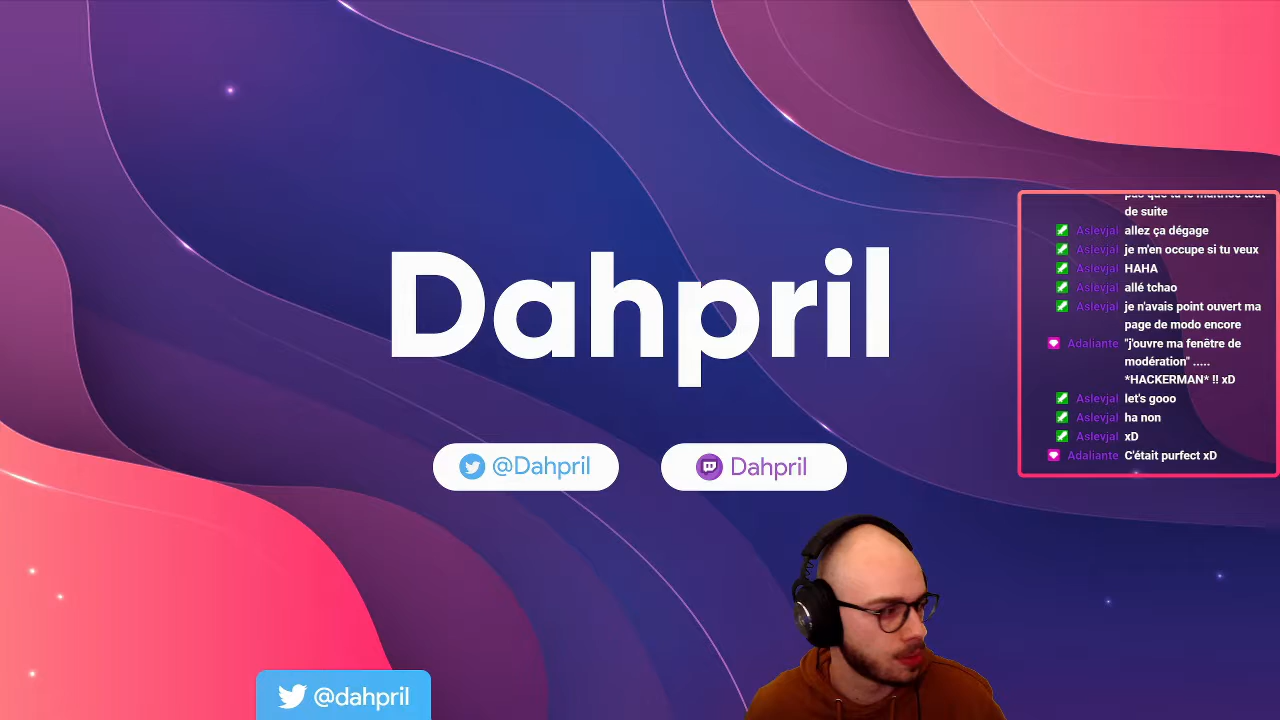 Dahpril
@Dahpril
Dahpril
de suite
Aslevjal allez ça dégage
Aslevjal je m'en occupe si tu veux
Aslevjal HAHA
Aslevjal allé tchao
Aslevjal je n'avais point ouvert ma
page de modo encore
Adaliante "j'ouvre ma fenêtre de
modération" .....
*HACKERMAN* !! xD
Aslevjal let's gooo
Aslevjal ha non
Aslevjal xD
Adaliante C'était purfect xD
@dahpril